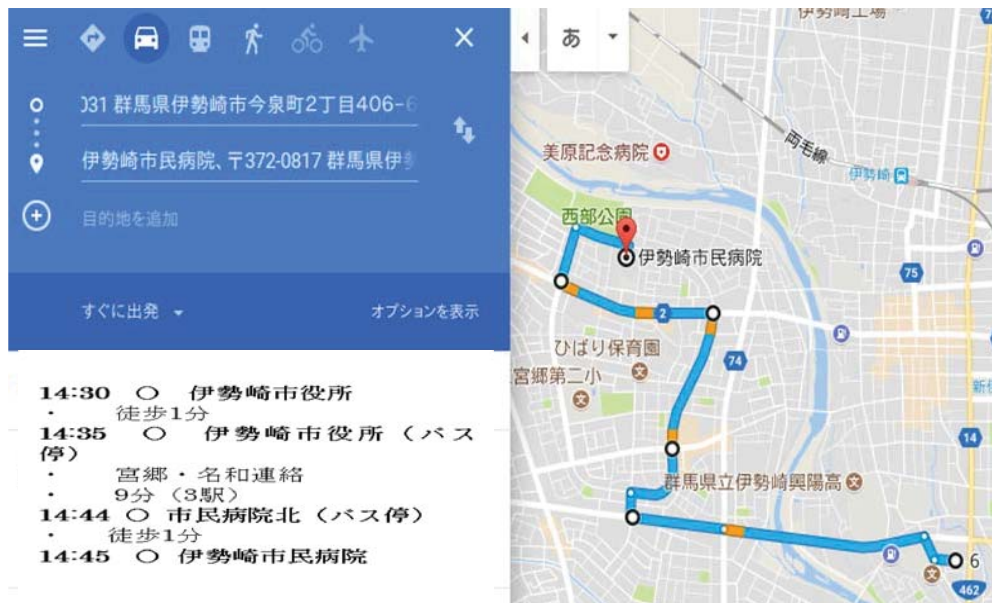 031 群馬県伊勢崎市今泉町2丁目406-6
伊勢崎市民病院、〒372-0817 群馬県伊勢
目的地を追加
すぐに出発
オプションを表示
14:30 ○ 伊勢崎市役所
・ 徒歩1分
14:35 ○ 伊勢崎市役所(バス
停)
・ 宮郷・名和連絡
・ 9分(3駅)
14:44 ○ 市民病院北(バス停)
・ 徒歩1分
14:45 ○ 伊勢崎市民病院
あ
伊勢崎工場
両毛線
美原記念病院
伊勢崎
西部公園
伊勢崎市民病院
75
2
ひばり保育園
74
宮郷第二小
14
群馬県立伊勢崎興陽高
6
462